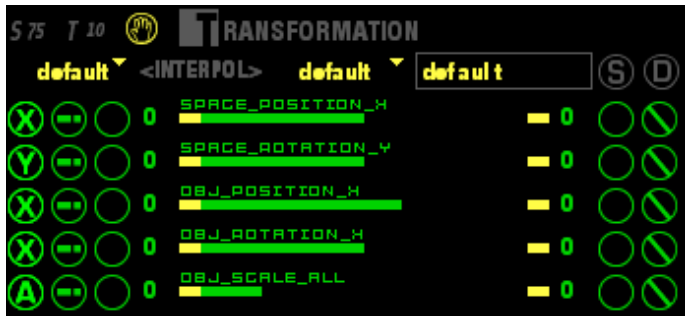 S 75 T 10 TRANSFORMATION
default <INTERPOL> default default S D
X 0 SPACE_POSITION_X 0
Y 0 SPACE_ROTATION_Y 0
X 0 OBJ_POSITION_X 0
X 0 OBJ_ROTATION_X 0
A 0 OBJ_SCALE_ALL 0